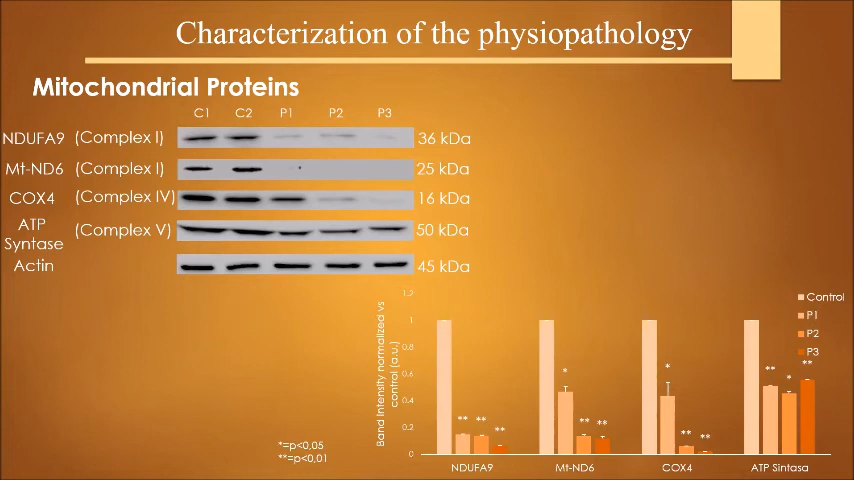 Characterization of the physiopathology
Mitochondrial Proteins
C1 C2 P1 P2 P3
NDUFA9 (Complex I) 36 kDa
Mt-ND6 (Complex I) 25 kDa
COX4 (Complex IV) 16 kDa
ATP Syntase (Complex V) 50 kDa
Actin 45 kDa
Band Intensity normalized vs
control (a.u.)
1.2
1
0.8
0.6
0.4
0.2
0
Control
P1
P2
P3
** ** **
* ** **
* ** **
** * **
NDUFA9 Mt-ND6 COX4 ATP Sintasa
*=p<0,05
**=p<0,01